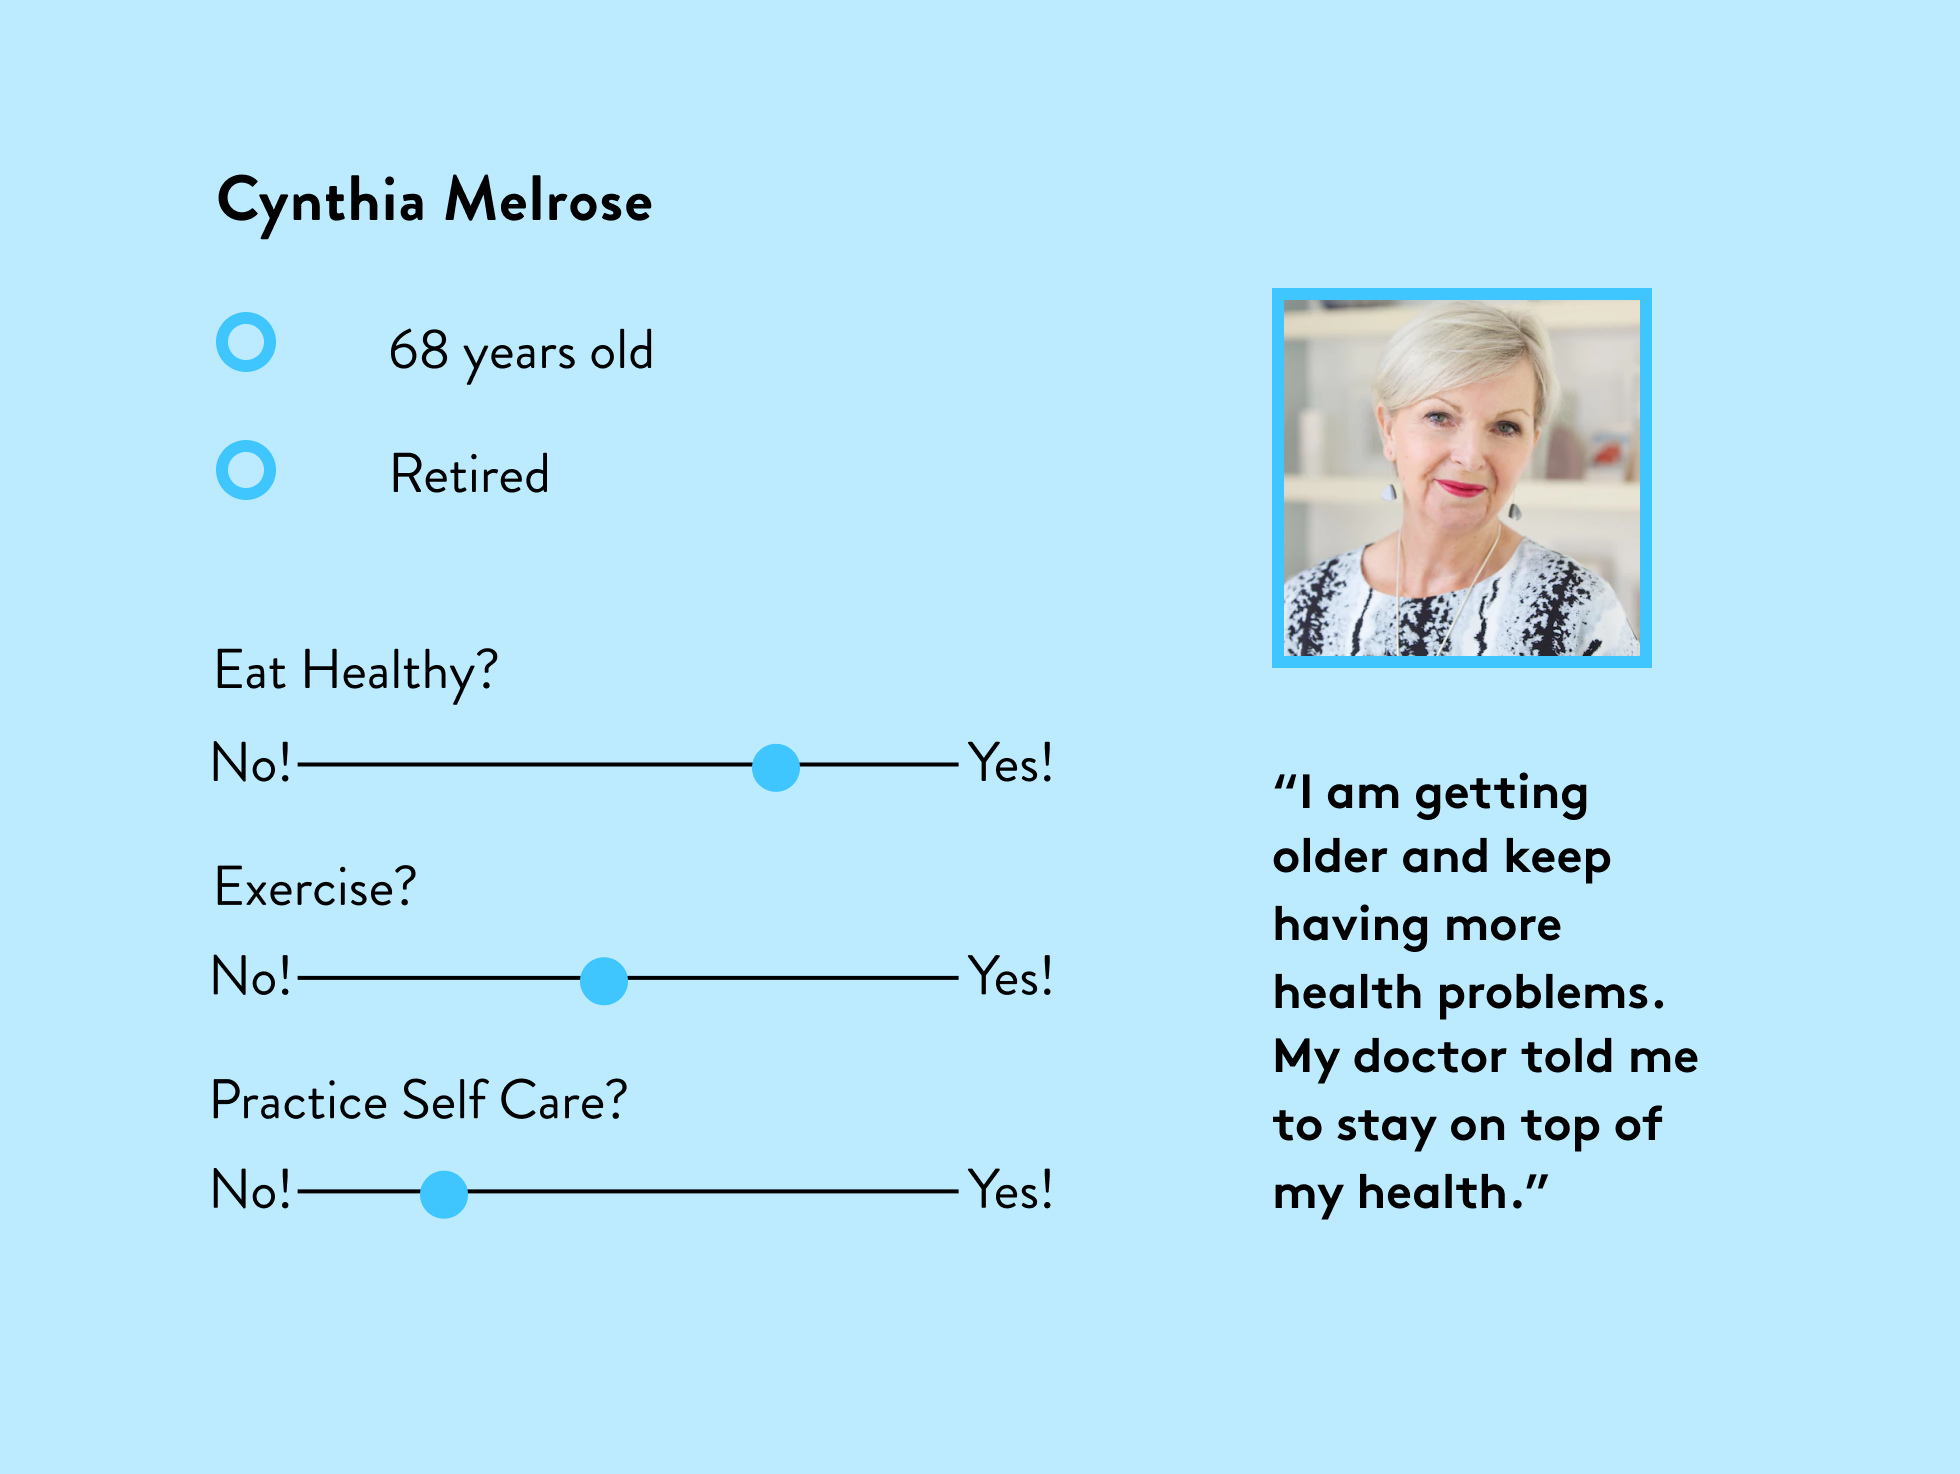 Cynthia Melrose
68 years old
Retired
Eat Healthy?
No! Yes!
Exercise?
No! Yes!
Practice Self Care?
No! Yes!
“I am getting
older and keep
having more
health problems.
My doctor told me
to stay on top of
my health.”